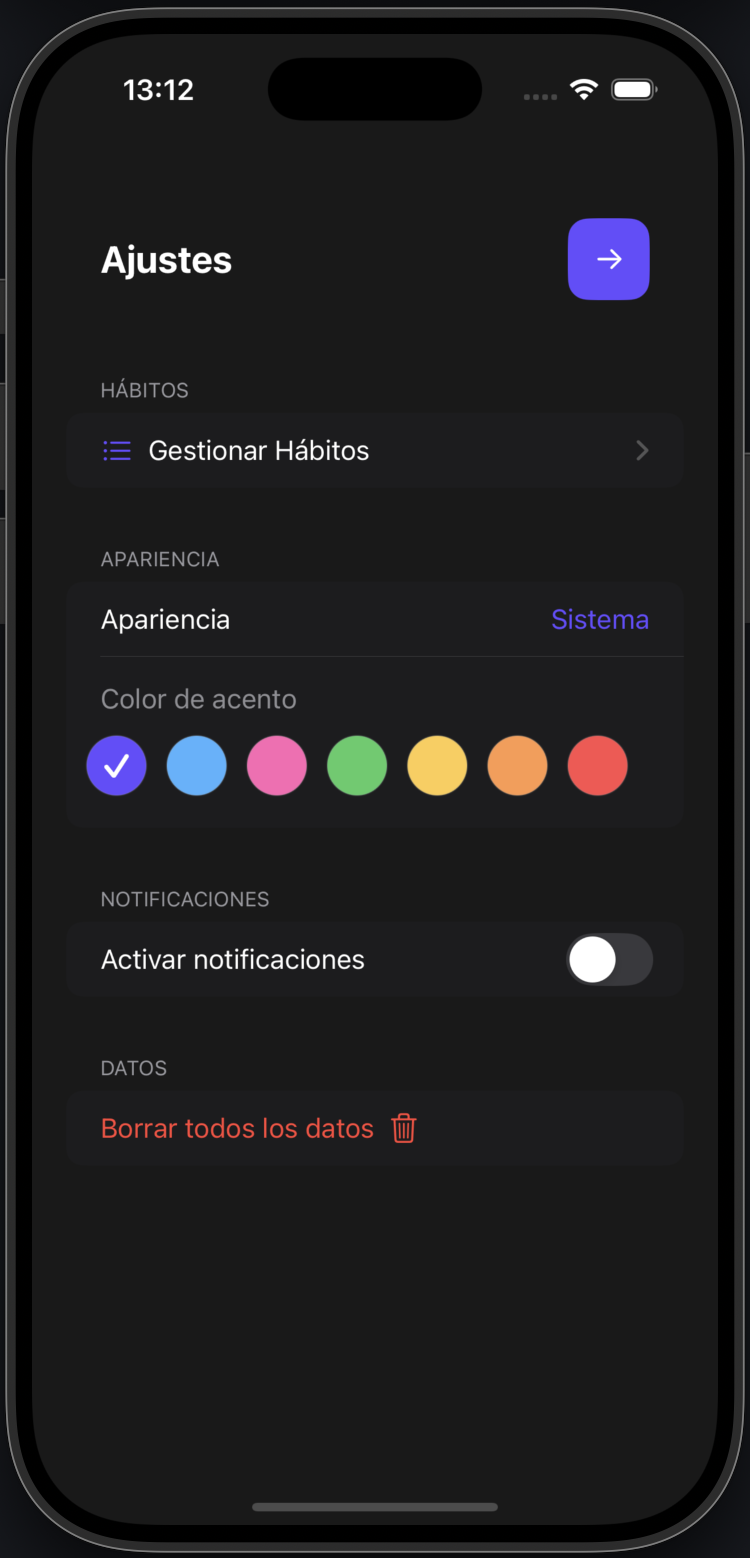 13:12
Ajustes
HÁBITOS
Gestionar Hábitos
APARIENCIA
Apariencia
Sistema
Color de acento
NOTIFICACIONES
Activar notificaciones
DATOS
Borrar todos los datos